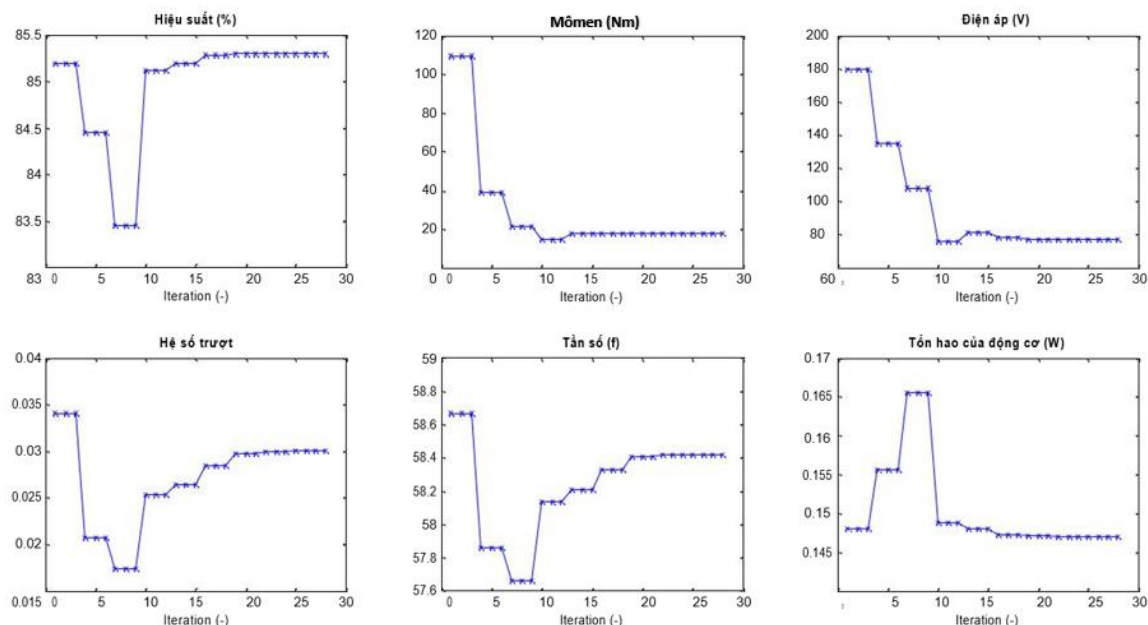 Hiệu suất (%)
85.5
85
84.5
84
83.5
83
0 5 10 15 20 25 30
Iteration (-)
Mômen (Nm)
120
100
80
60
40
20
0
0 5 10 15 20 25 30
Iteration (-)
Điện áp (V)
200
180
160
140
120
100
80
60
5 10 15 20 25 30
Iteration (-)
Hệ số trượt
0.04
0.035
0.03
0.025
0.02
0.015
0 5 10 15 20 25 30
Iteration (-)
Tần số (f)
59
58.8
58.6
58.4
58.2
58
57.8
57.6
0 5 10 15 20 25 30
Iteration (-)
Tổn hao của động cơ (W)
0.17
0.165
0.16
0.155
0.15
0.145
5 10 15 20 25 30
Iteration (-)